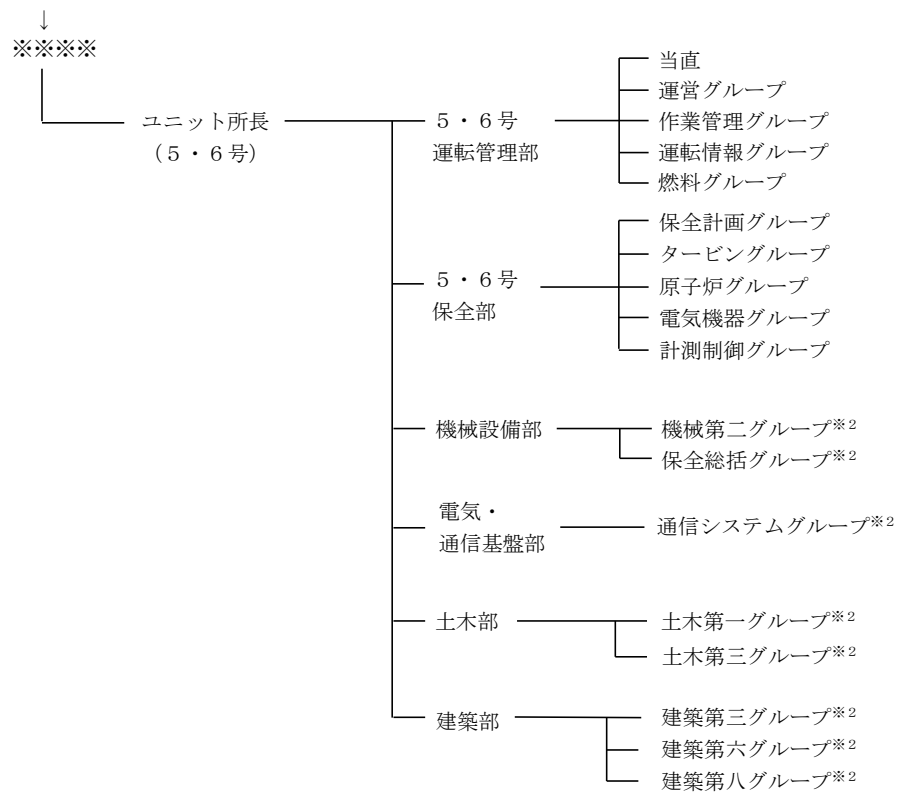 ↓
※※※※
ユニット所長
（５・６号）
５・６号
運転管理部
当直
運営グループ
作業管理グループ
運転情報グループ
燃料グループ
５・６号
保全部
保全計画グループ
タービングループ
原子炉グループ
電気機器グループ
計測制御グループ
機械設備部
機械第二グループ※２
保全総括グループ※２
電気・
通信基盤部
通信システムグループ※２
土木部
土木第一グループ※２
土木第三グループ※２
建築部
建築第三グループ※２
建築第六グループ※２
建築第八グループ※２